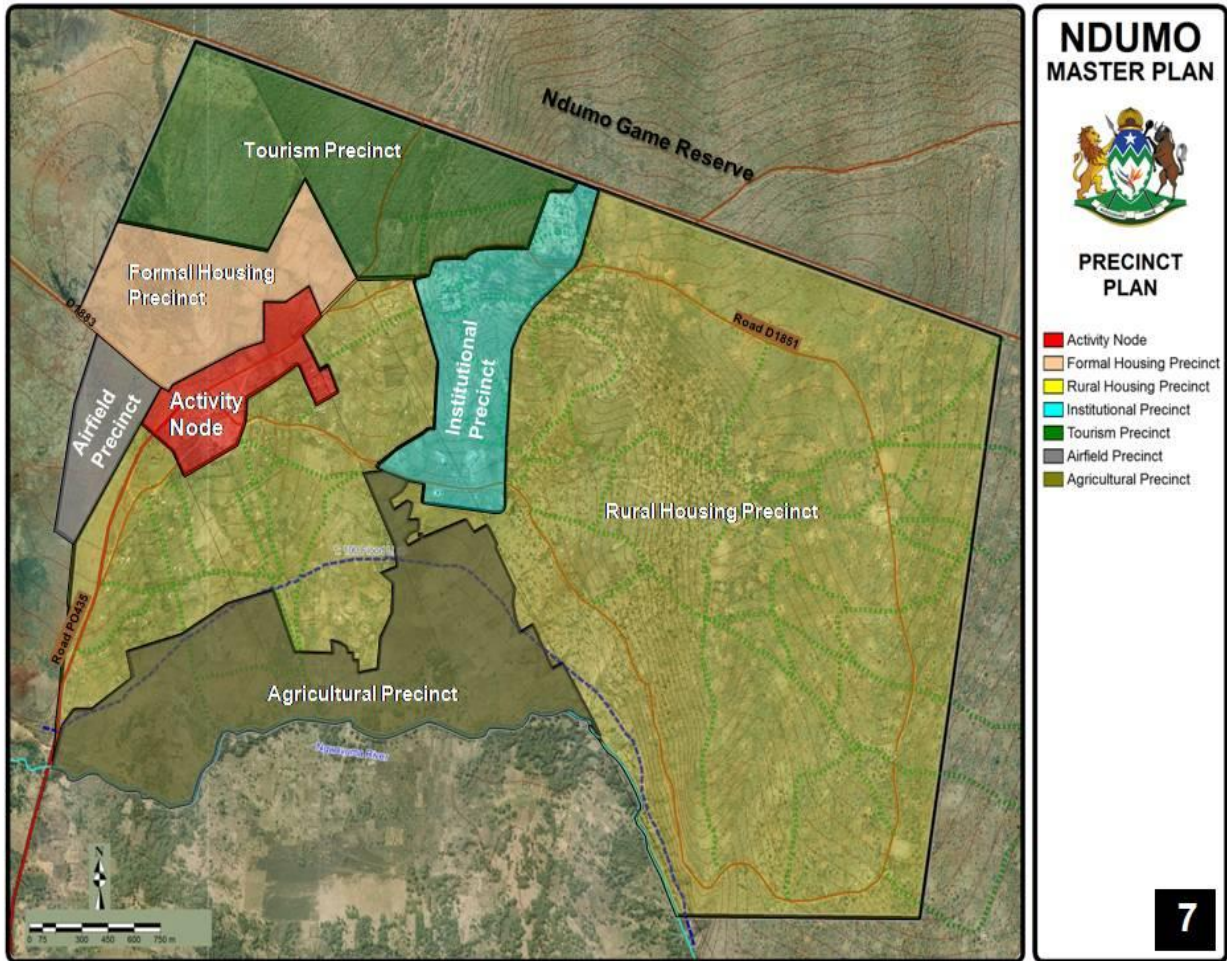 Ndumo Game Reserve
Tourism Precinct
Formal Housing
Precinct
D1883
Road D1851
Airfield
Precinct
Activity
Node
Institutional
Precinct
Rural Housing Precinct
Road PO435
Agricultural Precinct
River
N
0 75 300 450 600 750 m
NDUMO
MASTER PLAN
PRECINCT
PLAN
Activity Node
Formal Housing Precinct
Rural Housing Precinct
Institutional Precinct
Tourism Precinct
Airfield Precinct
Agricultural Precinct
7